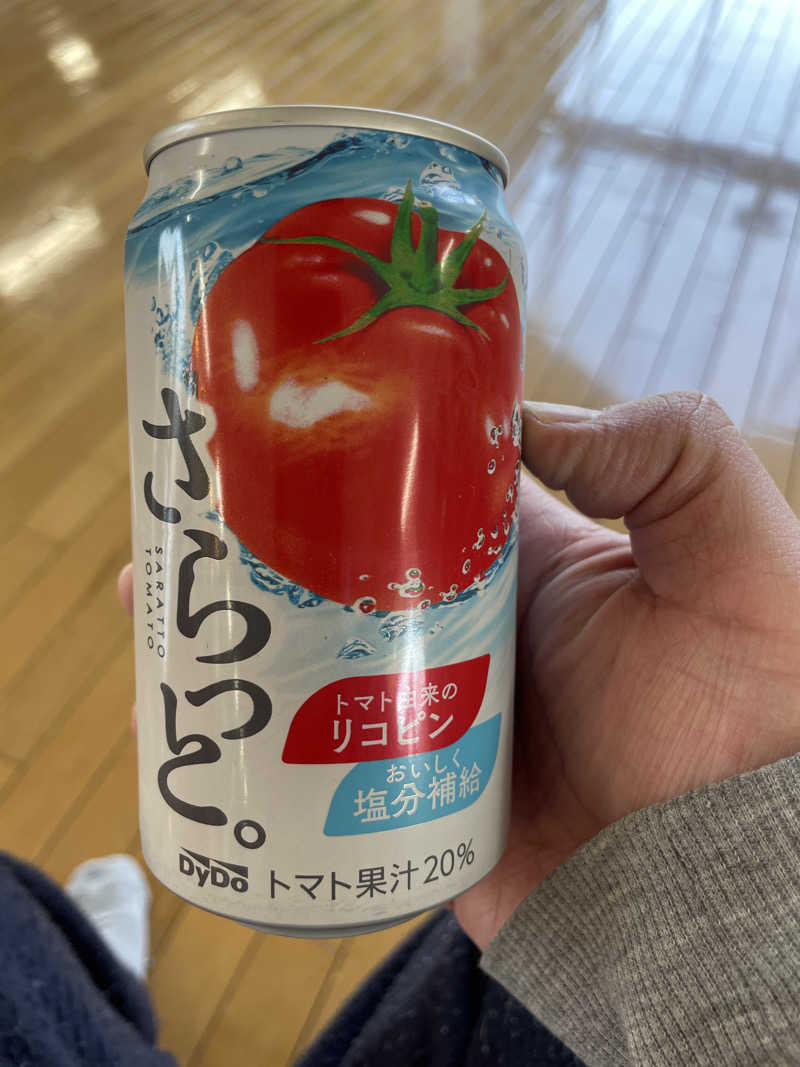 さらっと。
SARATTO
TOMATO
トマト由来の
リコピン
おいしく
塩分補給
DyDo
トマト果汁20%